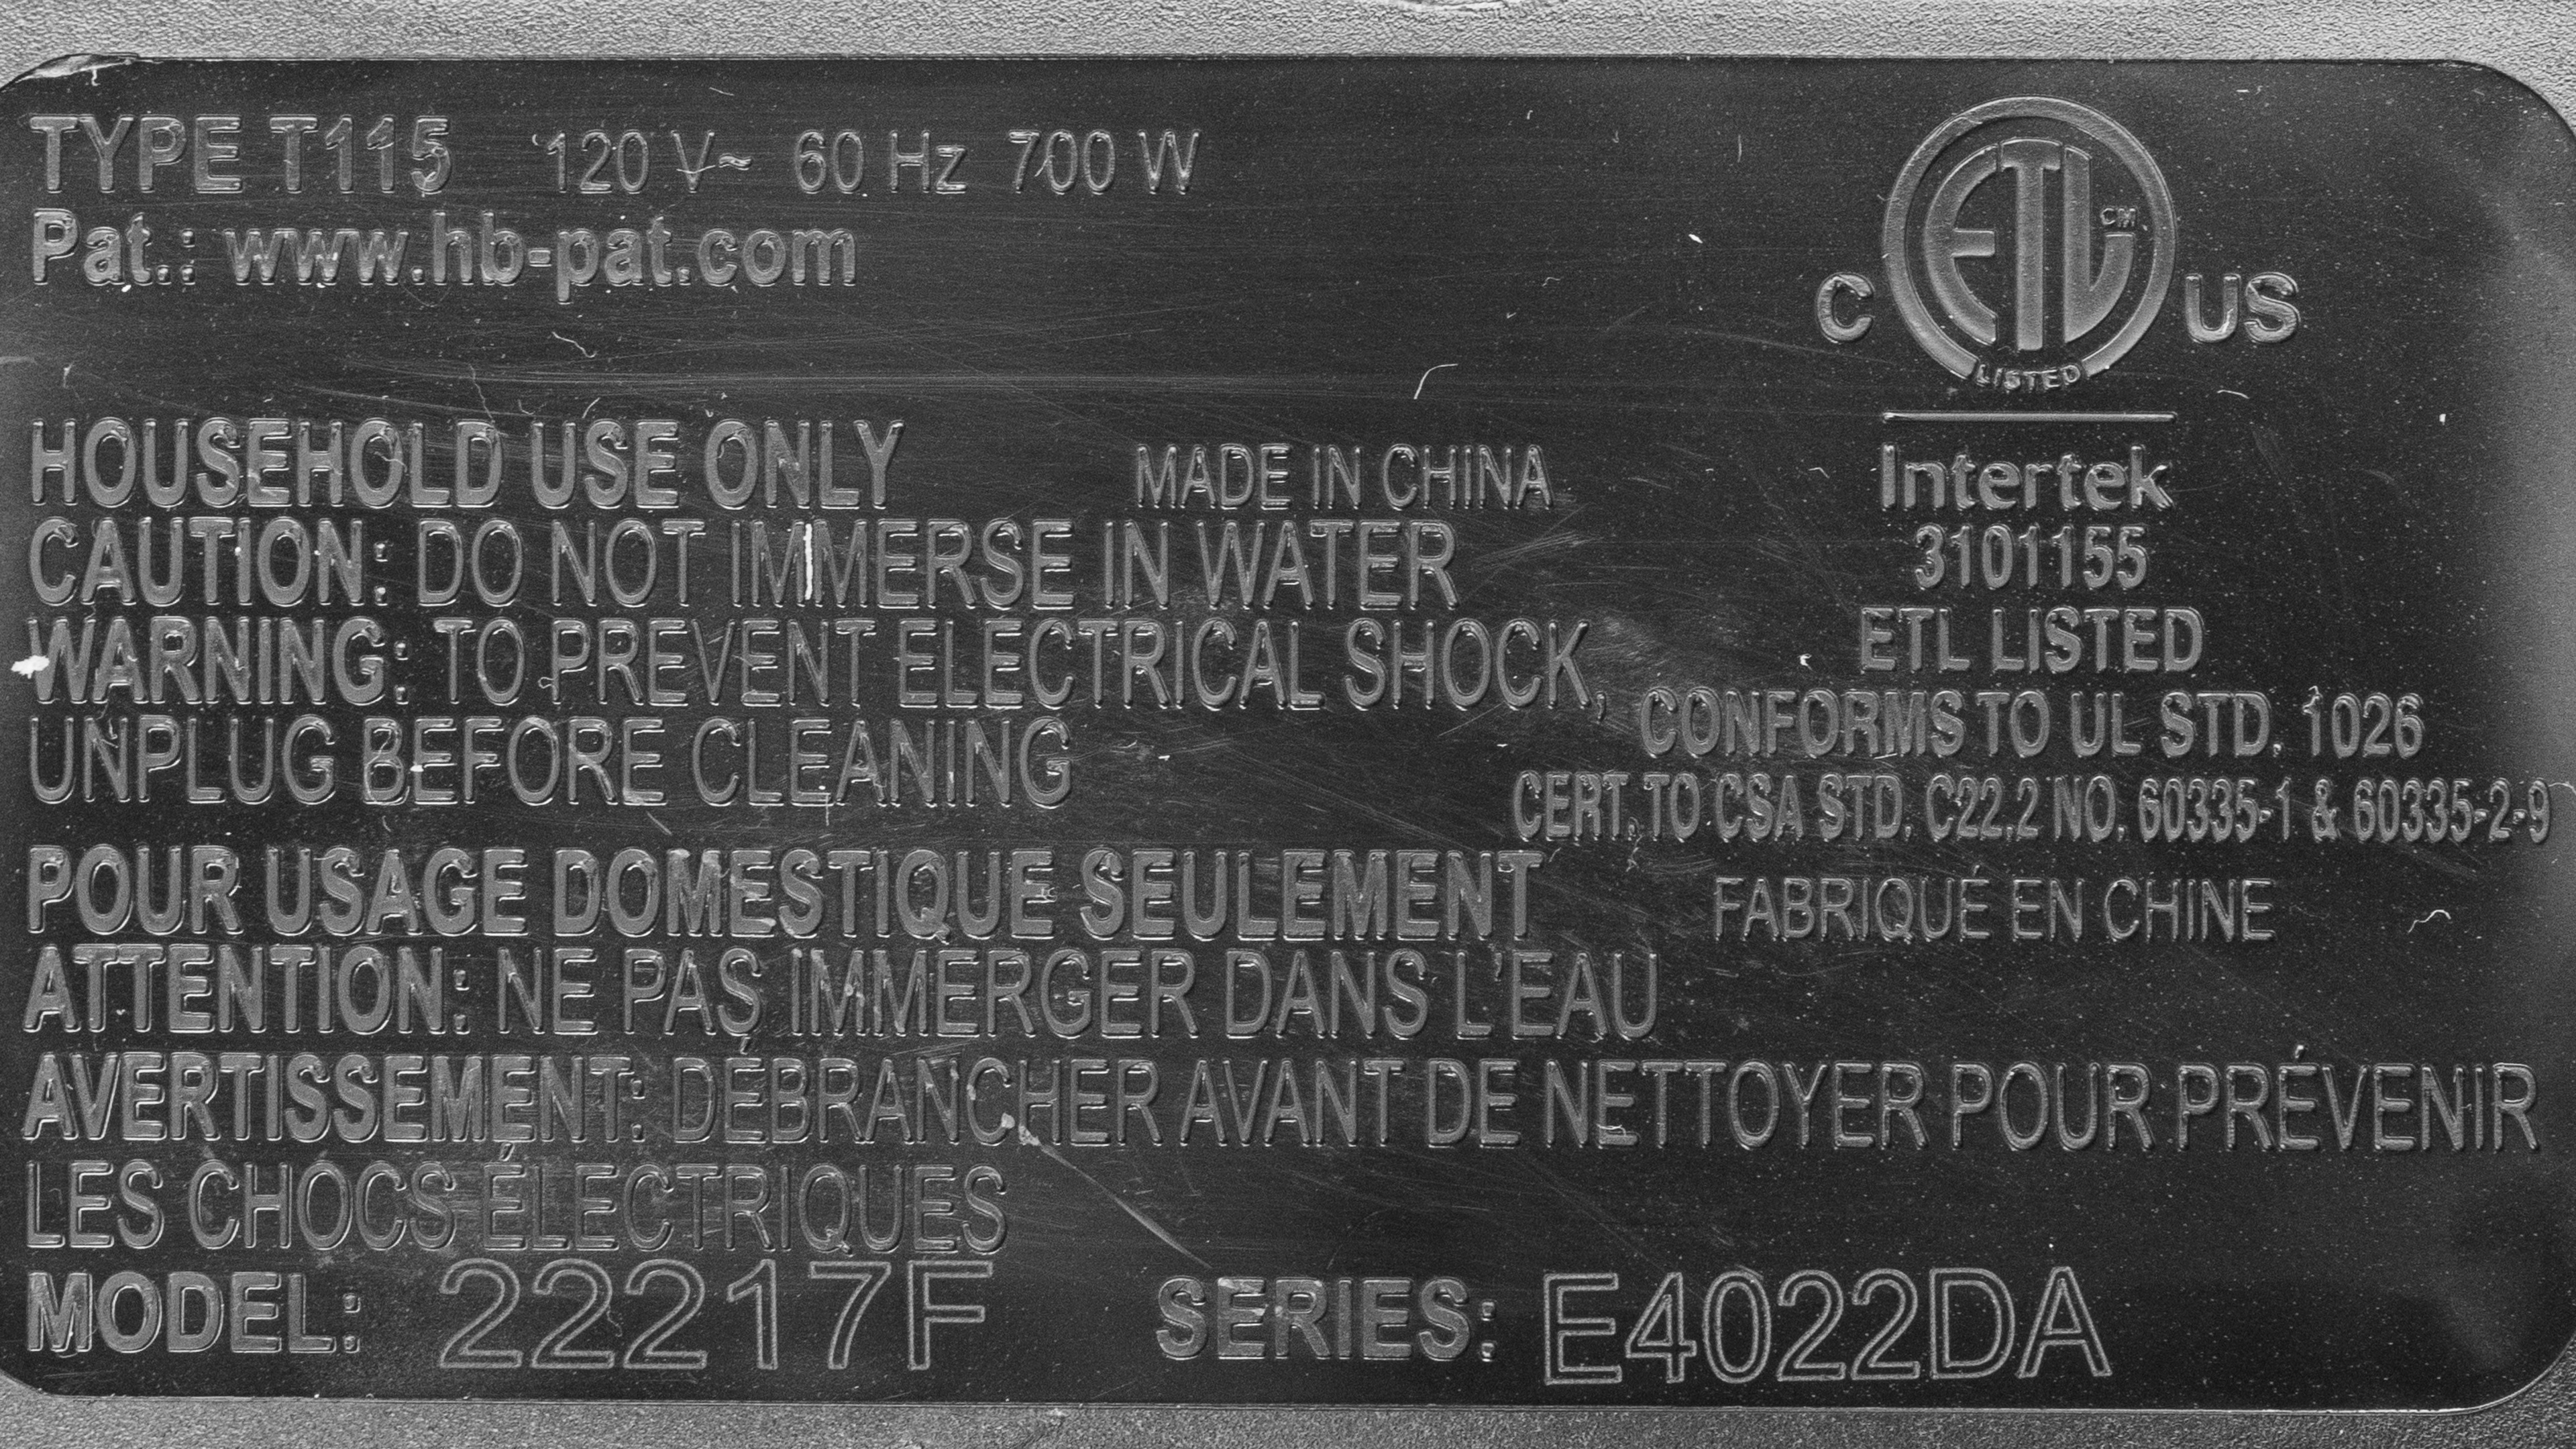 TYPE T115 120 V~ 60 Hz 700 W
Pat.: www.hb-pat.com
ETL CM
C US
LISTED
Intertek
3101155
ETL LISTED
CONFORMS TO UL STD. 1026
CERT. TO CSA STD. C22.2 NO. 60335-1 & 60335-2-9
HOUSEHOLD USE ONLY MADE IN CHINA
CAUTION: DO NOT IMMERSE IN WATER
WARNING: TO PREVENT ELECTRICAL SHOCK,
UNPLUG BEFORE CLEANING
POUR USAGE DOMESTIQUE SEULEMENT FABRIQUÉ EN CHINE
ATTENTION: NE PAS IMMERGER DANS L'EAU
AVERTISSEMENT: DÉBRANCHER AVANT DE NETTOYER POUR PRÉVENIR
LES CHOCS ÉLECTRIQUES
MODEL: 22217F SERIES: E4022DA